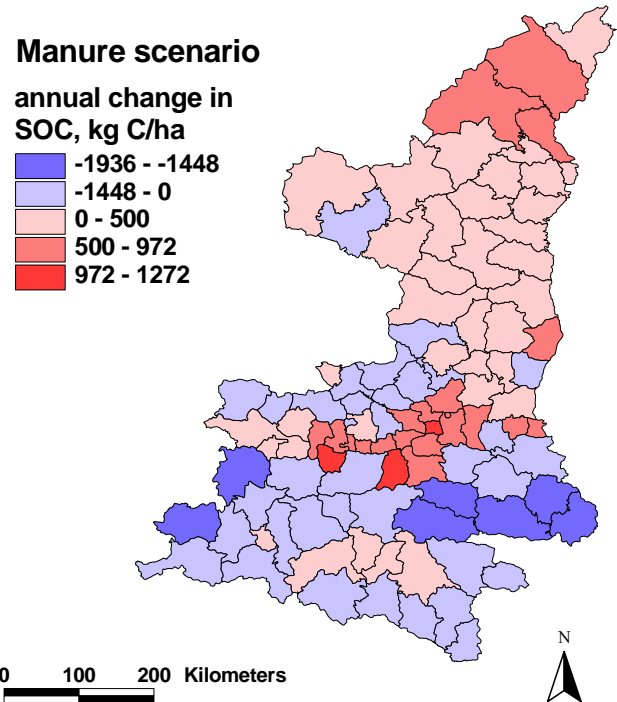 Manure scenario
annual change in
SOC, kg C/ha
-1936 - -1448
-1448 - 0
0 - 500
500 - 972
972 - 1272
N
0 100 200 Kilometers